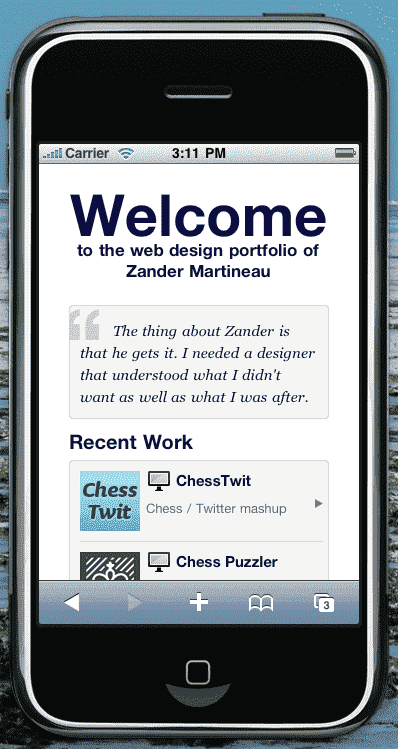 Carrier 3:11 PM
Welcome
to the web design portfolio of
Zander Martineau
“ The thing about Zander is
that he gets it. I needed a designer
that understood what I didn't
want as well as what I was after.
Recent Work
Chess
Twit
ChessTwit
Chess / Twitter mashup
Chess Puzzler
3